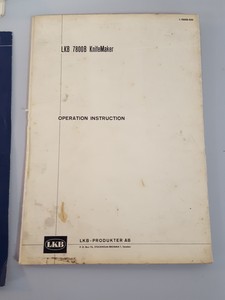 LKB 7800B KnifeMaker
OPERATION INSTRUCTION
LKB
LKB-PRODUKTER AB